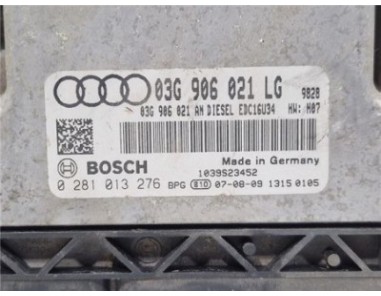 03G 906 021 LG 9828
03G 906 021 AN DIESEL EDC16U34 HW: H07
BOSCH
Made in Germany
1039S23452
0 281 013 276 BPG 810 07-08-09 1315 0105